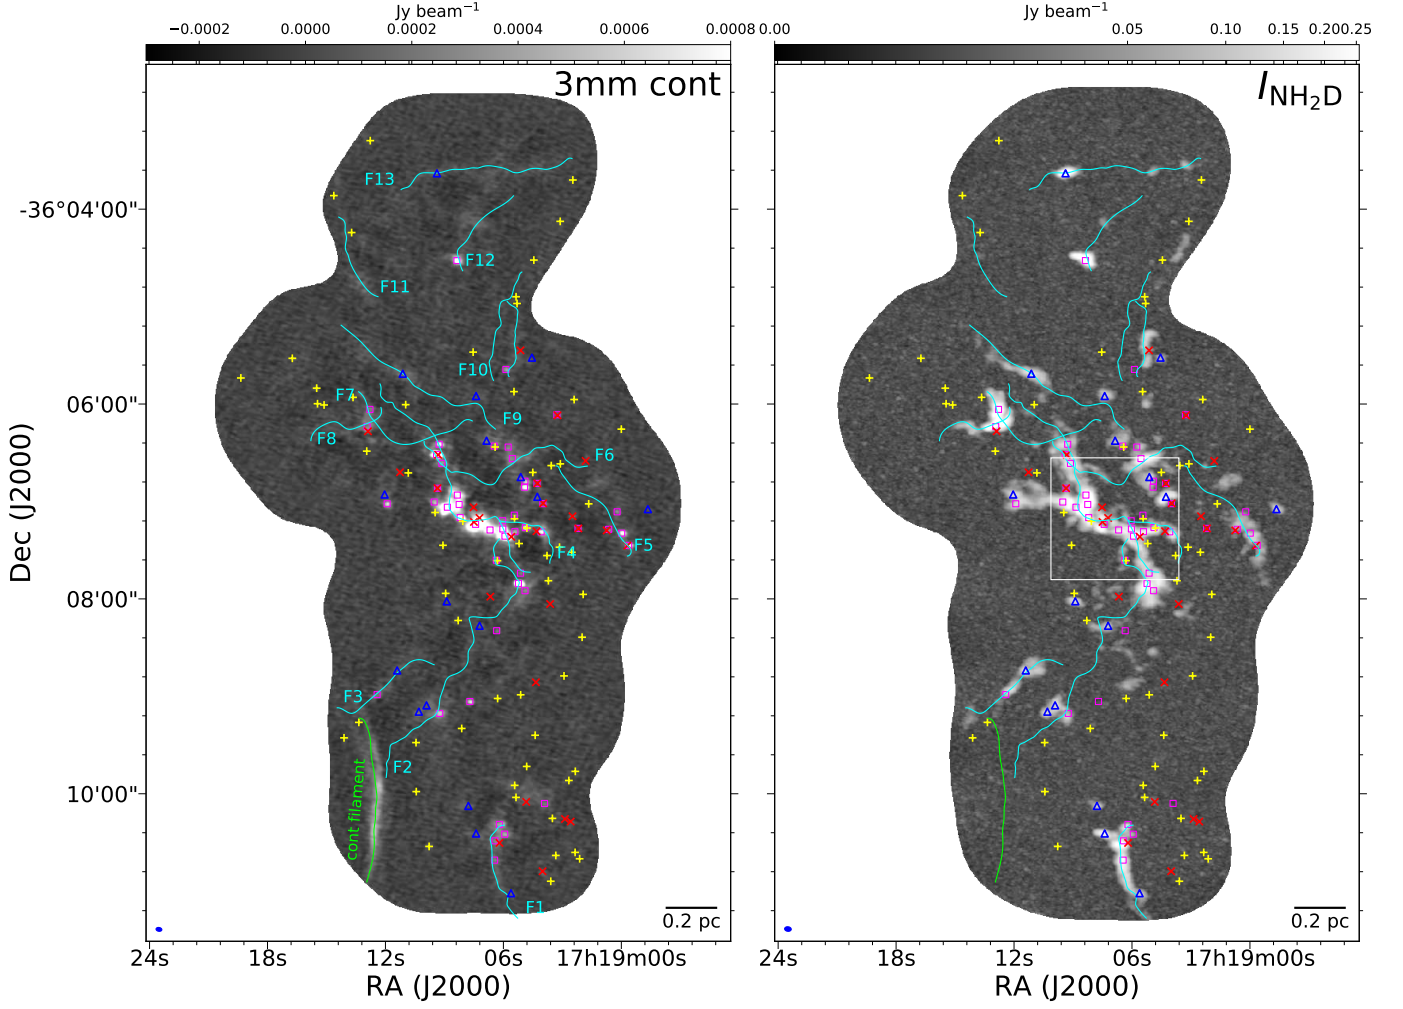 Jy beam⁻¹
−0.0002 0.0000 0.0002 0.0004 0.0006 0.0008
Jy beam⁻¹
0.00 0.05 0.10 0.15 0.20 0.25
3mm cont
I_NH₂D
Dec (J2000)
-36°04'00"
06'00"
08'00"
10'00"
F13
F12
F11
F10
F9
F7
F8
F6
F5
F4
F3
F2
F1
cont filament
0.2 pc
0.2 pc
24s 18s 12s 06s 17h19m00s
24s 18s 12s 06s 17h19m00s
RA (J2000)
RA (J2000)